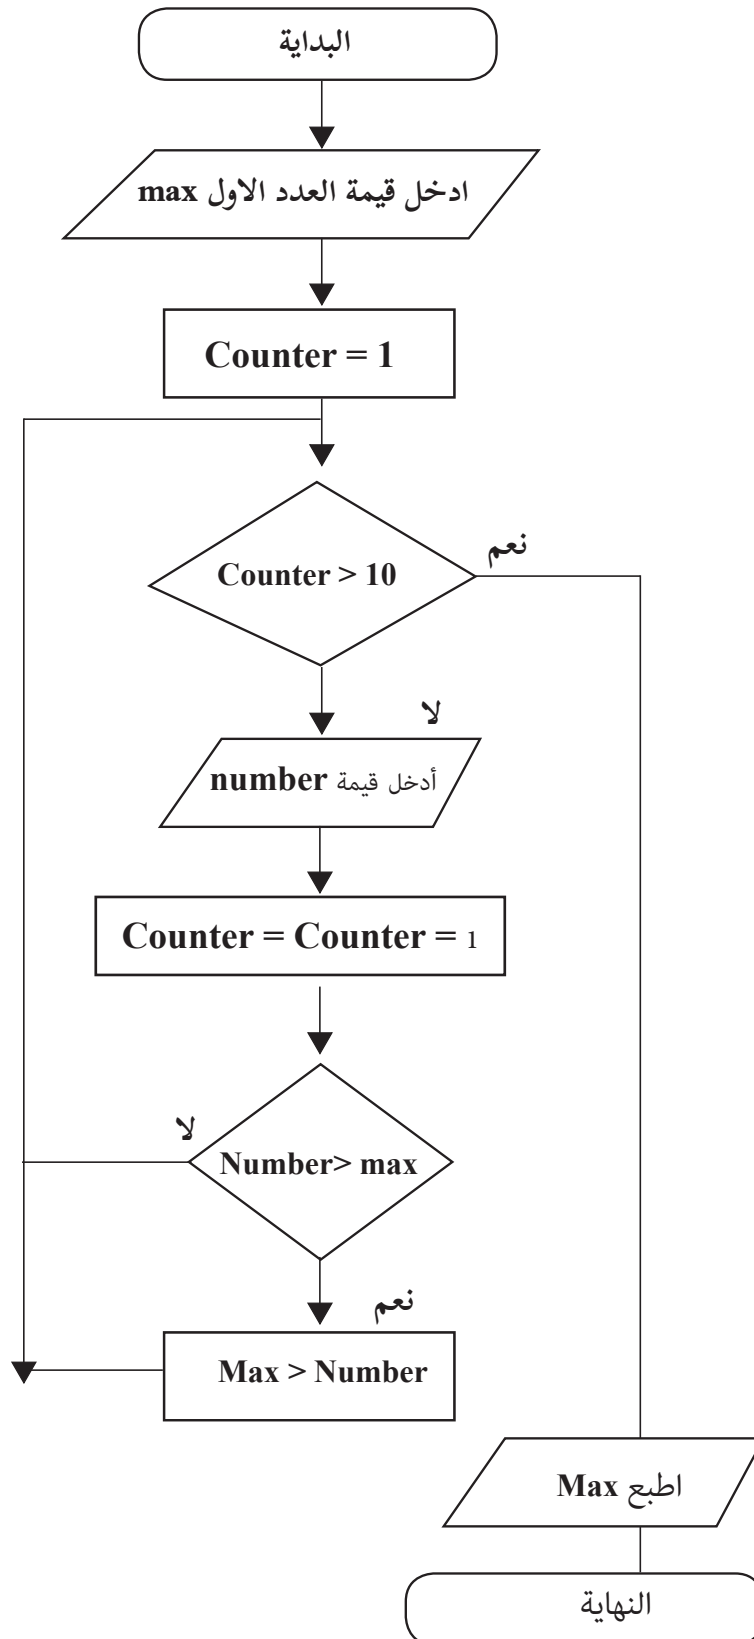 البداية
ادخل قيمة العدد الاول max
Counter = 1
Counter > 10
نعم
لا
أدخل قيمة number
Counter = Counter = 1
Number> max
لا
نعم
Max > Number
اطبع Max
النهاية